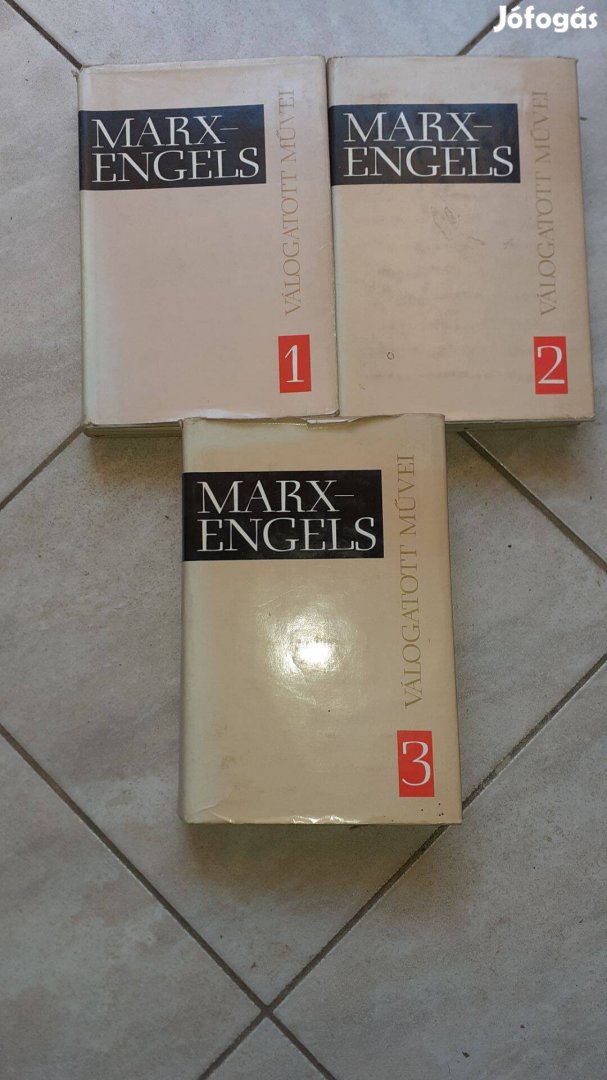 Jófogás
MARX–
ENGELS
VÁLOGATOTT MŰVEI
1
MARX–
ENGELS
VÁLOGATOTT MŰVEI
2
MARX–
ENGELS
VÁLOGATOTT MŰVEI
3